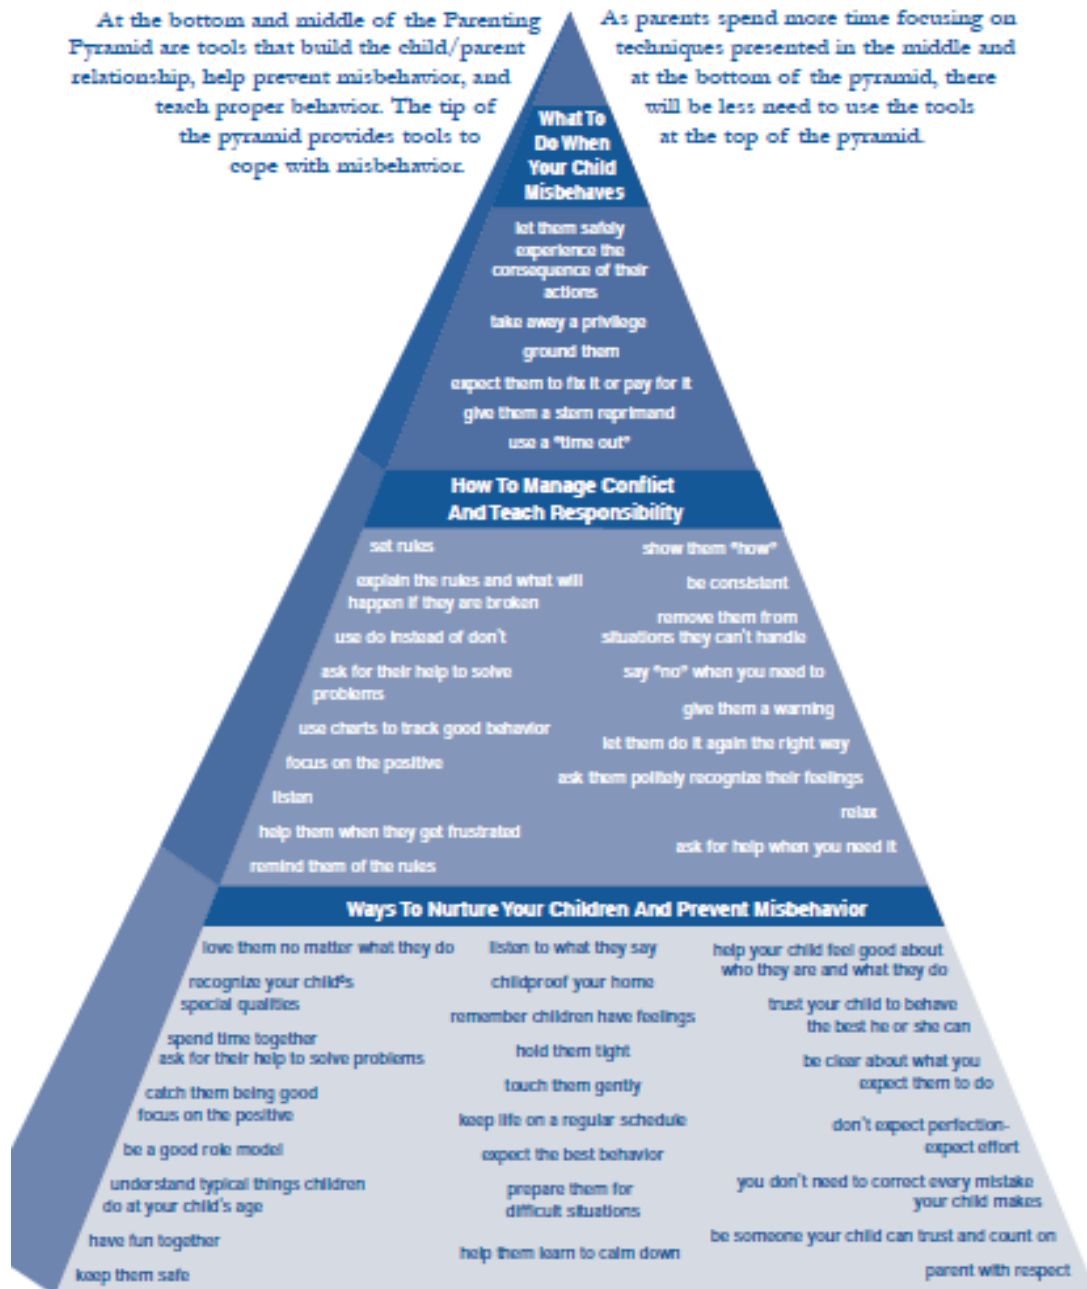 At the bottom and middle of the Parenting
Pyramid are tools that build the child/parent
relationship, help prevent misbehavior, and
teach proper behavior. The tip of
the pyramid provides tools to
cope with misbehavior.
As parents spend more time focusing on
techniques presented in the middle and
at the bottom of the pyramid, there
will be less need to use the tools
at the top of the pyramid.
What To
Do When
Your Child
Misbehaves
let them safely
experience the
consequence of their
actions
take away a privilege
ground them
expect them to fix it or pay for it
give them a stern reprimand
use a "time out"
How To Manage Conflict
And Teach Responsibility
set rules
explain the rules and what will
happen if they are broken
use do instead of don't
ask for their help to solve
problems
use charts to track good behavior
focus on the positive
listen
help them when they get frustrated
remind them of the rules
show them "how"
be consistent
remove them from
situations they can't handle
say "no" when you need to
give them a warning
let them do it again the right way
ask them politely recognize their feelings
relax
ask for help when you need it
Ways To Nurture Your Children And Prevent Misbehavior
love them no matter what they do
recognize your child's
special qualities
spend time together
ask for their help to solve problems
catch them being good
focus on the positive
be a good role model
understand typical things children
do at your child's age
have fun together
keep them safe
listen to what they say
childproof your home
remember children have feelings
hold them tight
touch them gently
keep life on a regular schedule
expect the best behavior
prepare them for
difficult situations
help them learn to calm down
help your child feel good about
who they are and what they do
trust your child to behave
the best he or she can
be clear about what you
expect them to do
don't expect perfection-
expect effort
you don't need to correct every mistake
your child makes
be someone your child can trust and count on
parent with respect